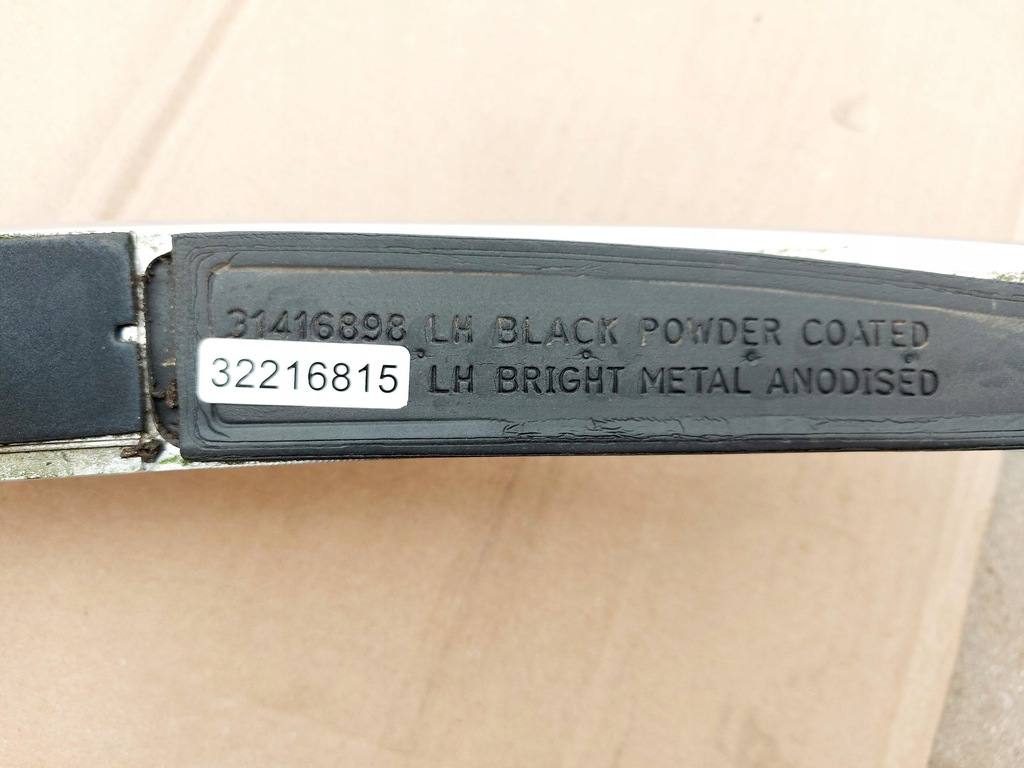 31416898 LH BLACK POWDER COATED
32216815 LH BRIGHT METAL ANODISED